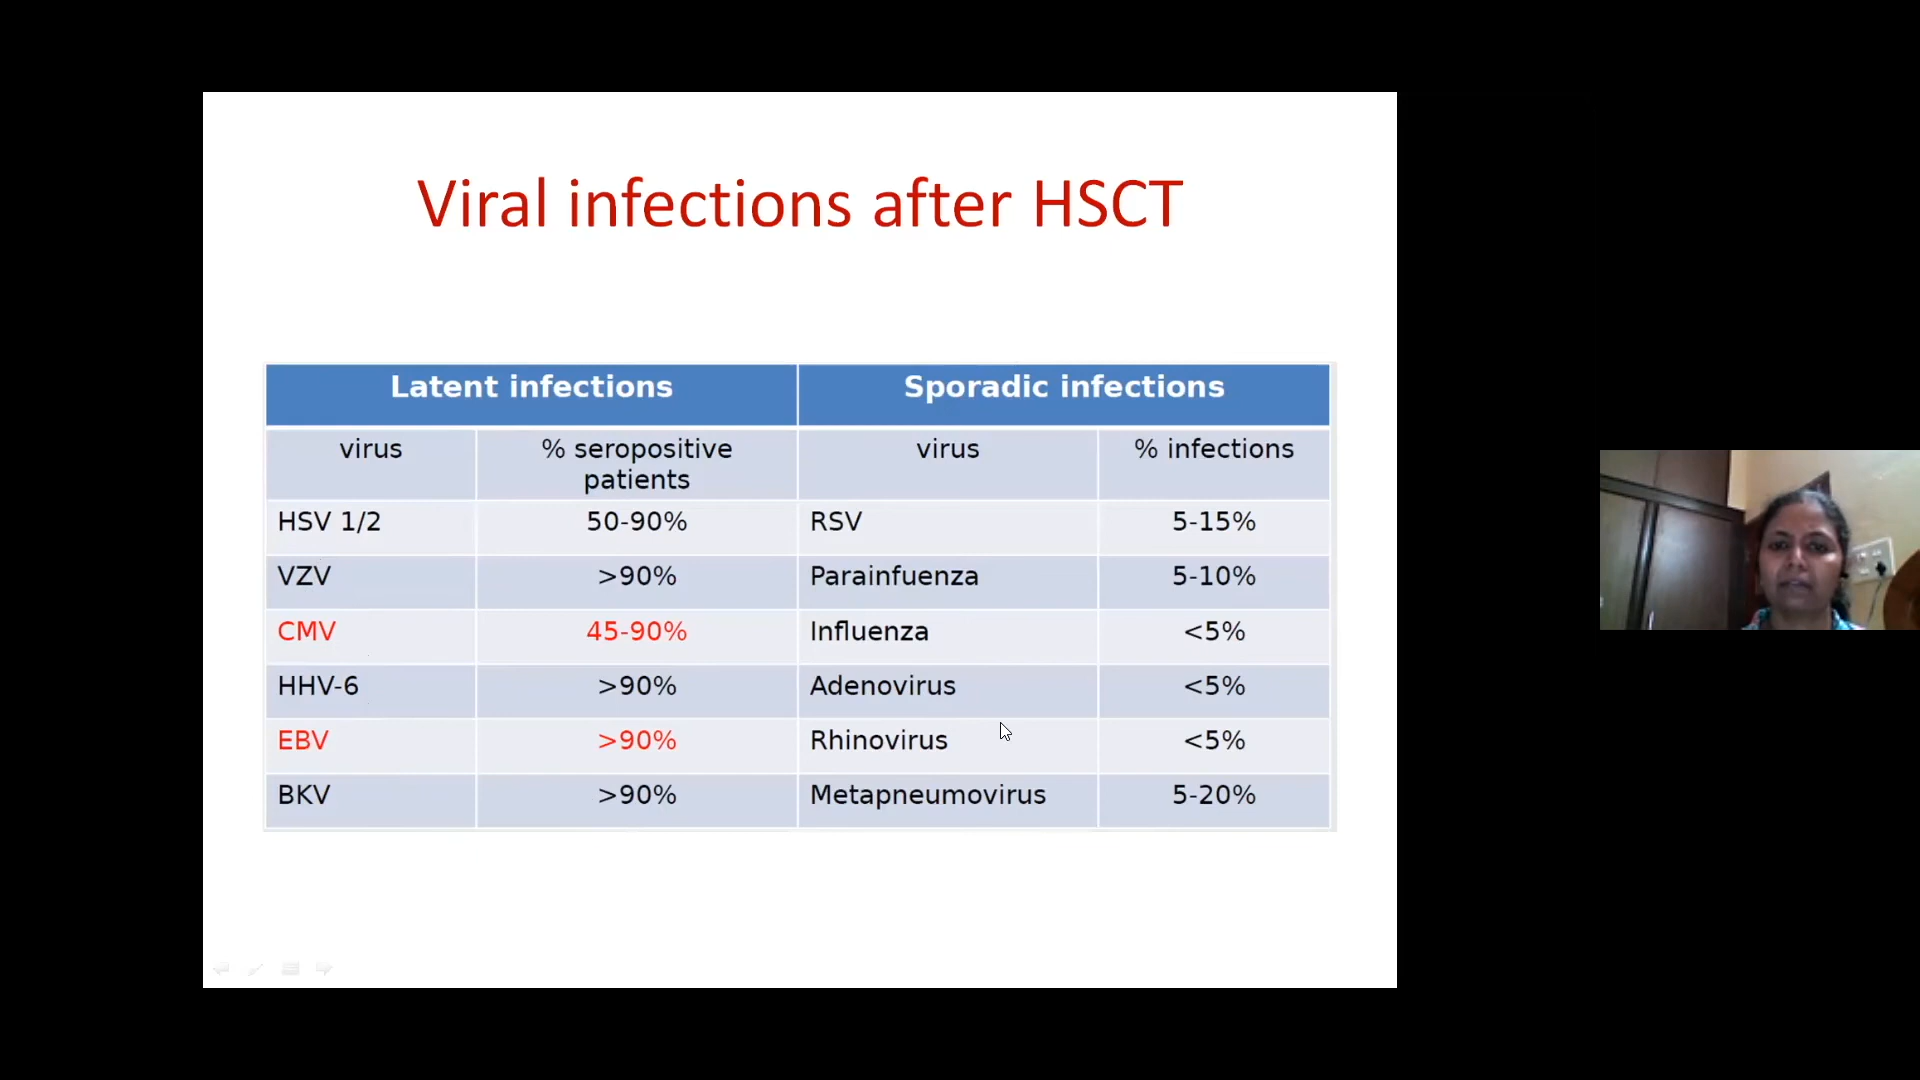 Viral infections after HSCT
Latent infections Sporadic infections
virus % seropositive patients virus % infections
HSV 1/2 50-90% RSV 5-15%
VZV >90% Parainfuenza 5-10%
CMV 45-90% Influenza <5%
HHV-6 >90% Adenovirus <5%
EBV >90% Rhinovirus <5%
BKV >90% Metapneumovirus 5-20%